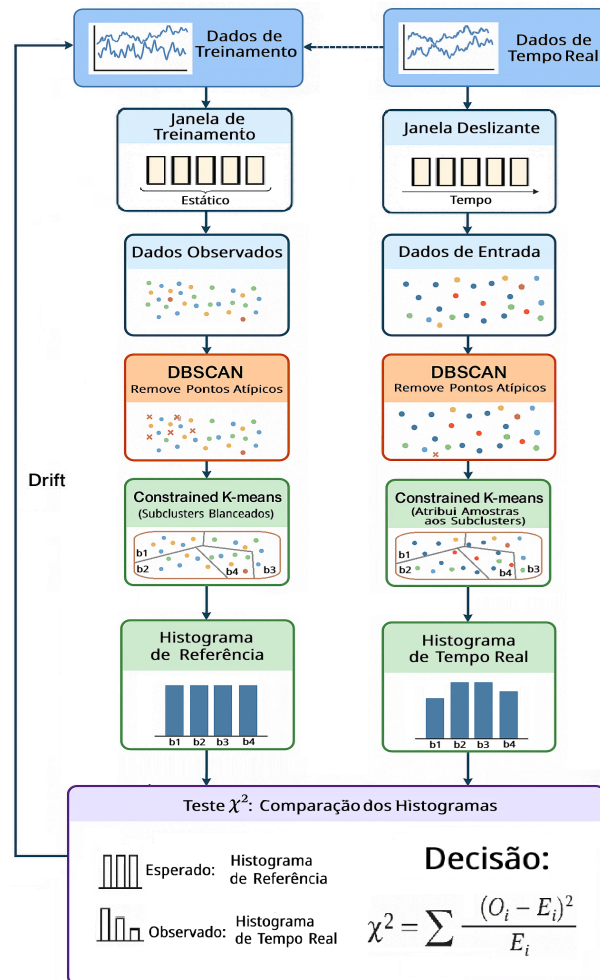 Dados de
Treinamento
Dados de
Tempo Real
Janela de
Treinamento
Estático
Janela Deslizante
Tempo
Dados Observados
Dados de Entrada
DBSCAN
Remove Pontos Atípicos
DBSCAN
Remove Pontos Atípicos
Drift
Constrained K-means
(Subclusters Blanceados)
b1
b2
b4
b3
Constrained K-means
(Atribui Amostras
aos Subclusters)
b1
b2
b4
b3
Histograma
de Referência
b1 b2 b3 b4
Histograma
de Tempo Real
b1 b2 b3 b4
Teste χ²: Comparação dos Histogramas
Esperado: Histograma
de Referência
Observado: Histograma
de Tempo Real
Decisão:
χ² = ∑ (Oᵢ − Eᵢ)² / Eᵢ